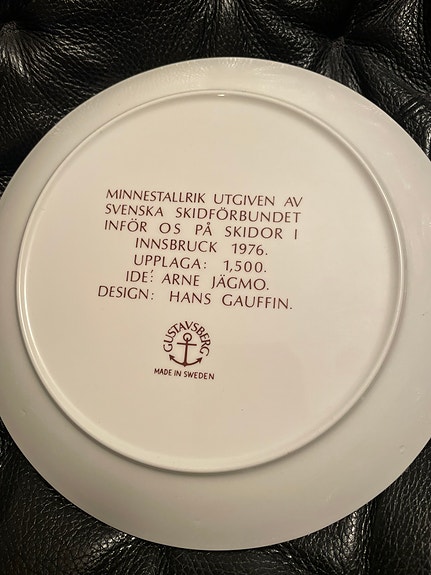 MINNESTALLRIK UTGIVEN AV
SVENSKA SKIDFÖRBUNDET
INFÖR OS PÅ SKIDOR I
INNSBRUCK 1976.
UPPLAGA: 1,500.
IDÉ: ARNE JÄGMO.
DESIGN: HANS GAUFFIN.
GUSTAVSBERG
MADE IN SWEDEN